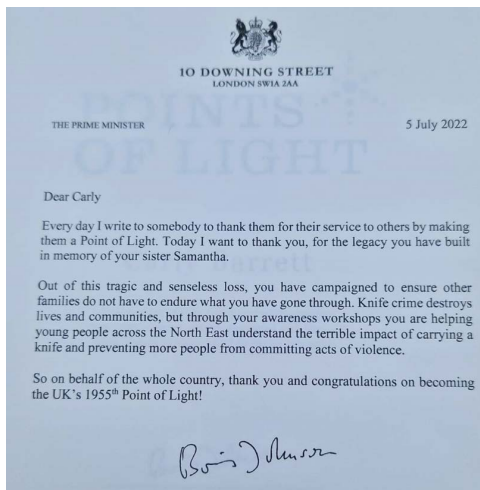 10 DOWNING STREET
LONDON SW1A 2AA
THE PRIME MINISTER
5 July 2022
POINTS
OF LIGHT
Dear Carly
Every day I write to somebody to thank them for their service to others by making
them a Point of Light. Today I want to thank you, for the legacy you have built
in memory of your sister Samantha.
Out of this tragic and senseless loss, you have campaigned to ensure other
families do not have to endure what you have gone through. Knife crime destroys
lives and communities, but through your awareness workshops you are helping
young people across the North East understand the terrible impact of carrying a
knife and preventing more people from committing acts of violence.
So on behalf of the whole country, thank you and congratulations on becoming
the UK's 1955th Point of Light!
Boris Johnson